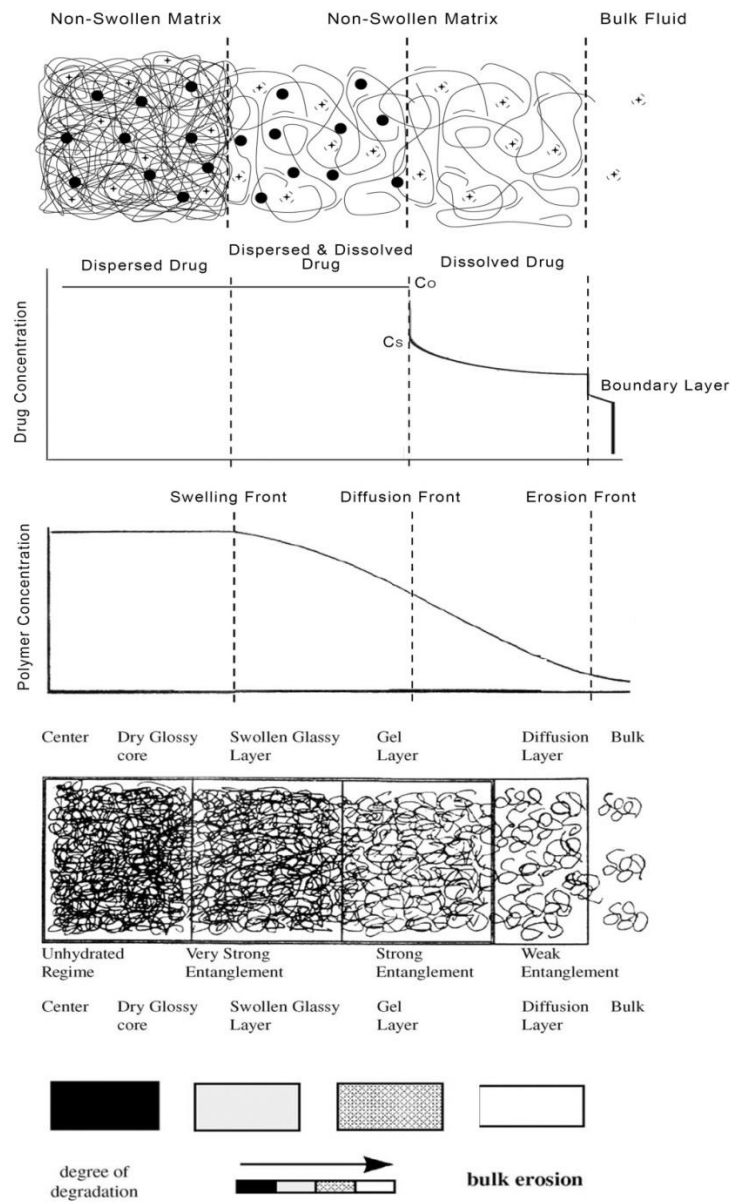 Non-Swollen Matrix Non-Swollen Matrix Bulk Fluid
Dispersed Drug Dispersed & Dissolved Drug Dissolved Drug
Co
Cs
Boundary Layer
Drug Concentration
Swelling Front Diffusion Front Erosion Front
Polymer Concentration
Center Dry Glossy core Swollen Glassy Layer Gel Layer Diffusion Layer Bulk
Unhydrated Regime Very Strong Entanglement Strong Entanglement Weak Entanglement
Center Dry Glossy core Swollen Glassy Layer Gel Layer Diffusion Layer Bulk
degree of degradation
bulk erosion